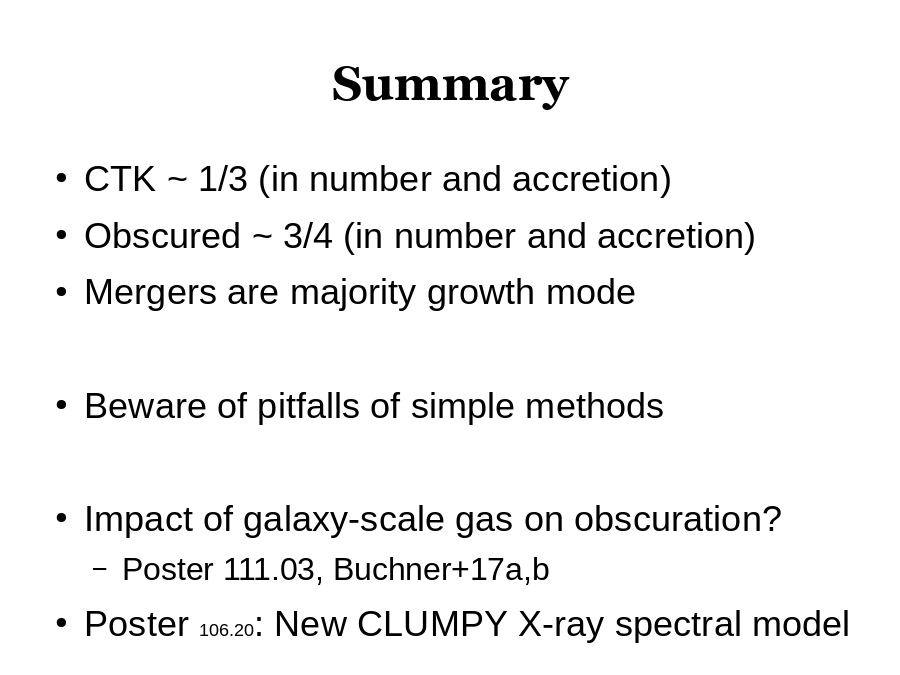 Summary
• CTK ~ 1/3 (in number and accretion)
• Obscured ~ 3/4 (in number and accretion)
• Mergers are majority growth mode
• Beware of pitfalls of simple methods
• Impact of galaxy-scale gas on obscuration?
– Poster 111.03, Buchner+17a,b
• Poster 106.20: New CLUMPY X-ray spectral model